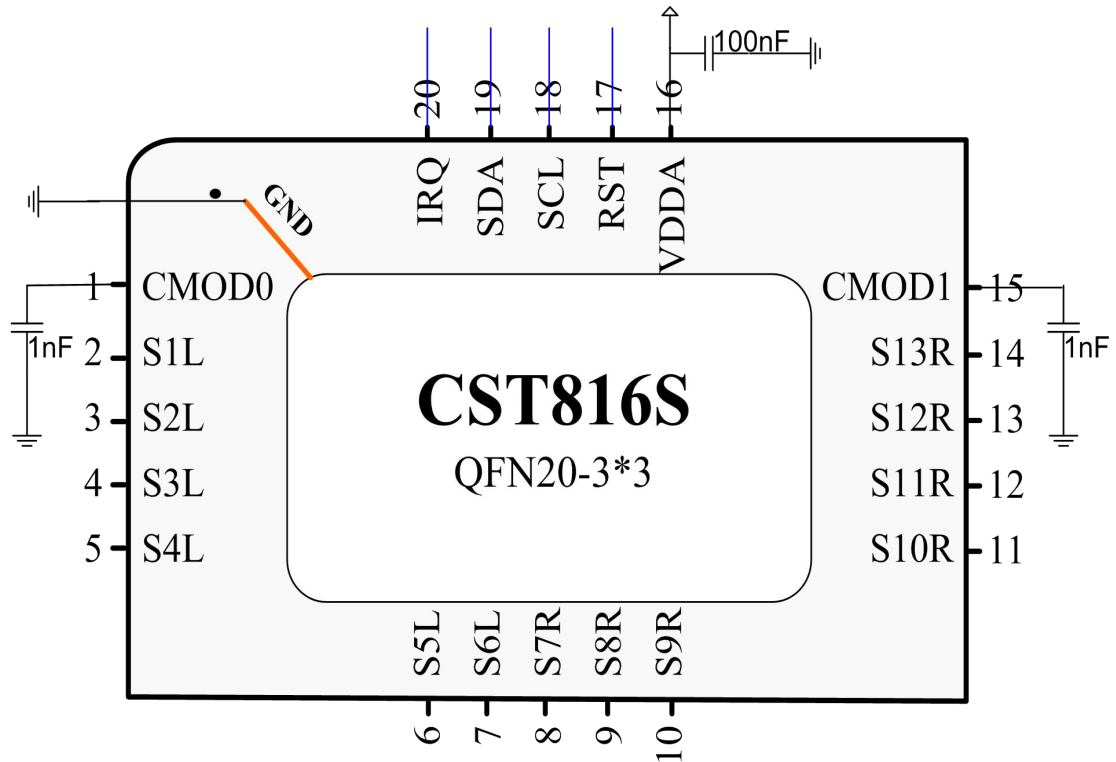 100nF
20
19
18
17
16
IRQ
SDA
SCL
RST
VDDA
GND
1
CMOD0
1nF
2
S1L
3
S2L
4
S3L
5
S4L
CST816S
QFN20-3*3
CMOD1
15
1nF
S13R
14
S12R
13
S11R
12
S10R
11
S5L
S6L
S7R
S8R
S9R
6
7
8
9
10